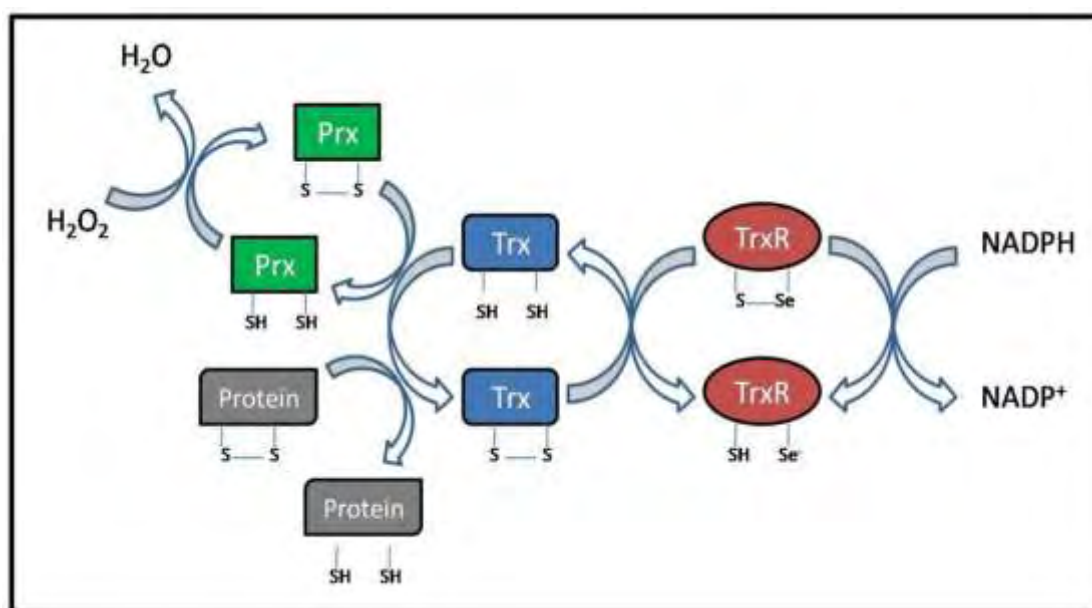 H₂O
Prx
S S
H₂O₂
Prx
SH SH
Trx
SH SH
TrxR
S Se
NADPH
Protein
S S
Trx
S S
TrxR
SH Se⁻
NADP⁺
Protein
SH SH